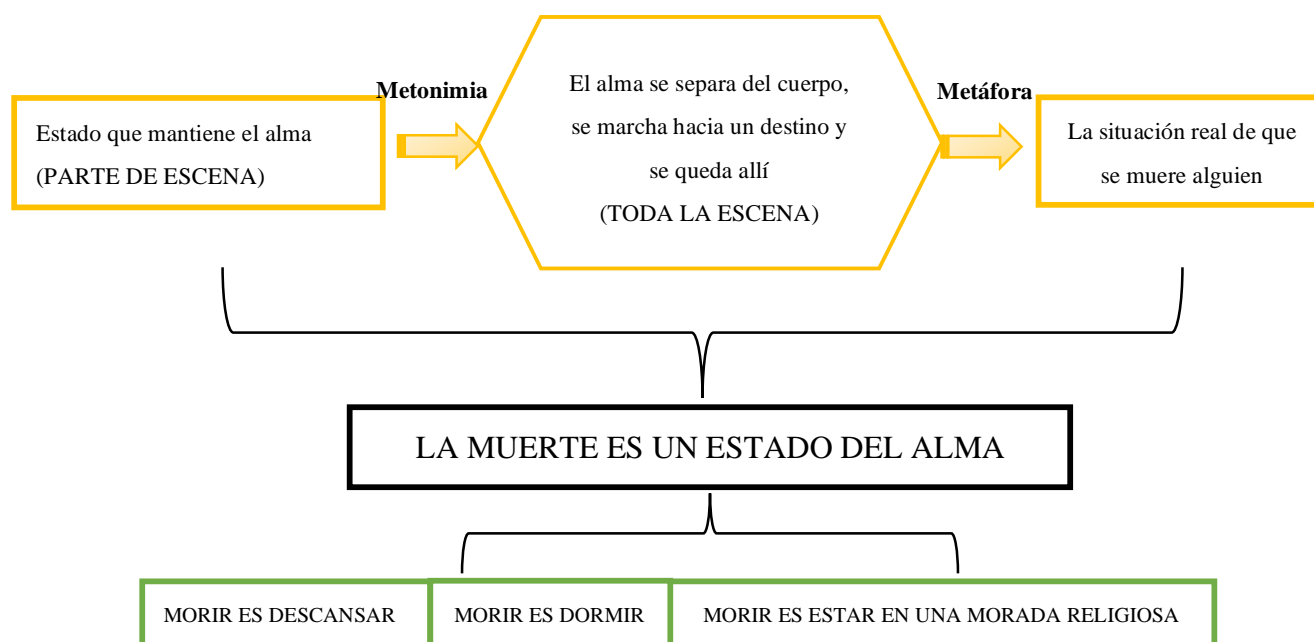 Metonimia
Metáfora
Estado que mantiene el alma
(PARTE DE ESCENA)
El alma se separa del cuerpo,
se marcha hacia un destino y
se queda allí
(TODA LA ESCENA)
La situación real de que
se muere alguien
LA MUERTE ES UN ESTADO DEL ALMA
MORIR ES DESCANSAR
MORIR ES DORMIR
MORIR ES ESTAR EN UNA MORADA RELIGIOSA